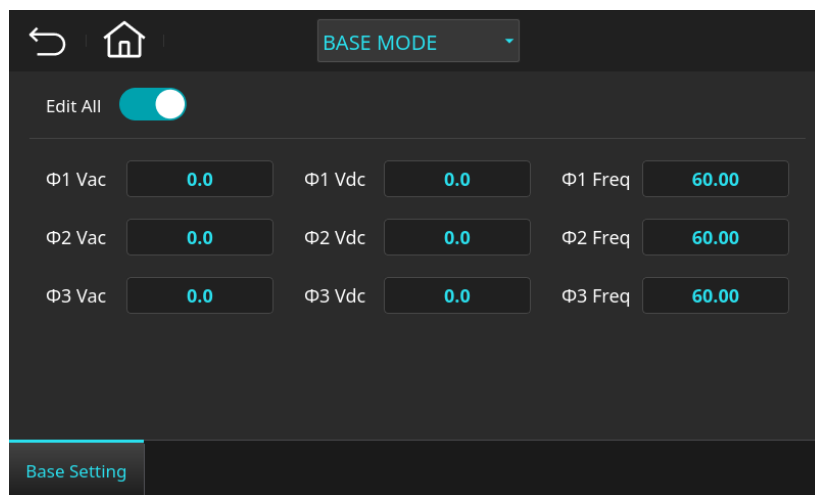 BASE MODE
Edit All
Φ1 Vac 0.0 Φ1 Vdc 0.0 Φ1 Freq 60.00
Φ2 Vac 0.0 Φ2 Vdc 0.0 Φ2 Freq 60.00
Φ3 Vac 0.0 Φ3 Vdc 0.0 Φ3 Freq 60.00
Base Setting